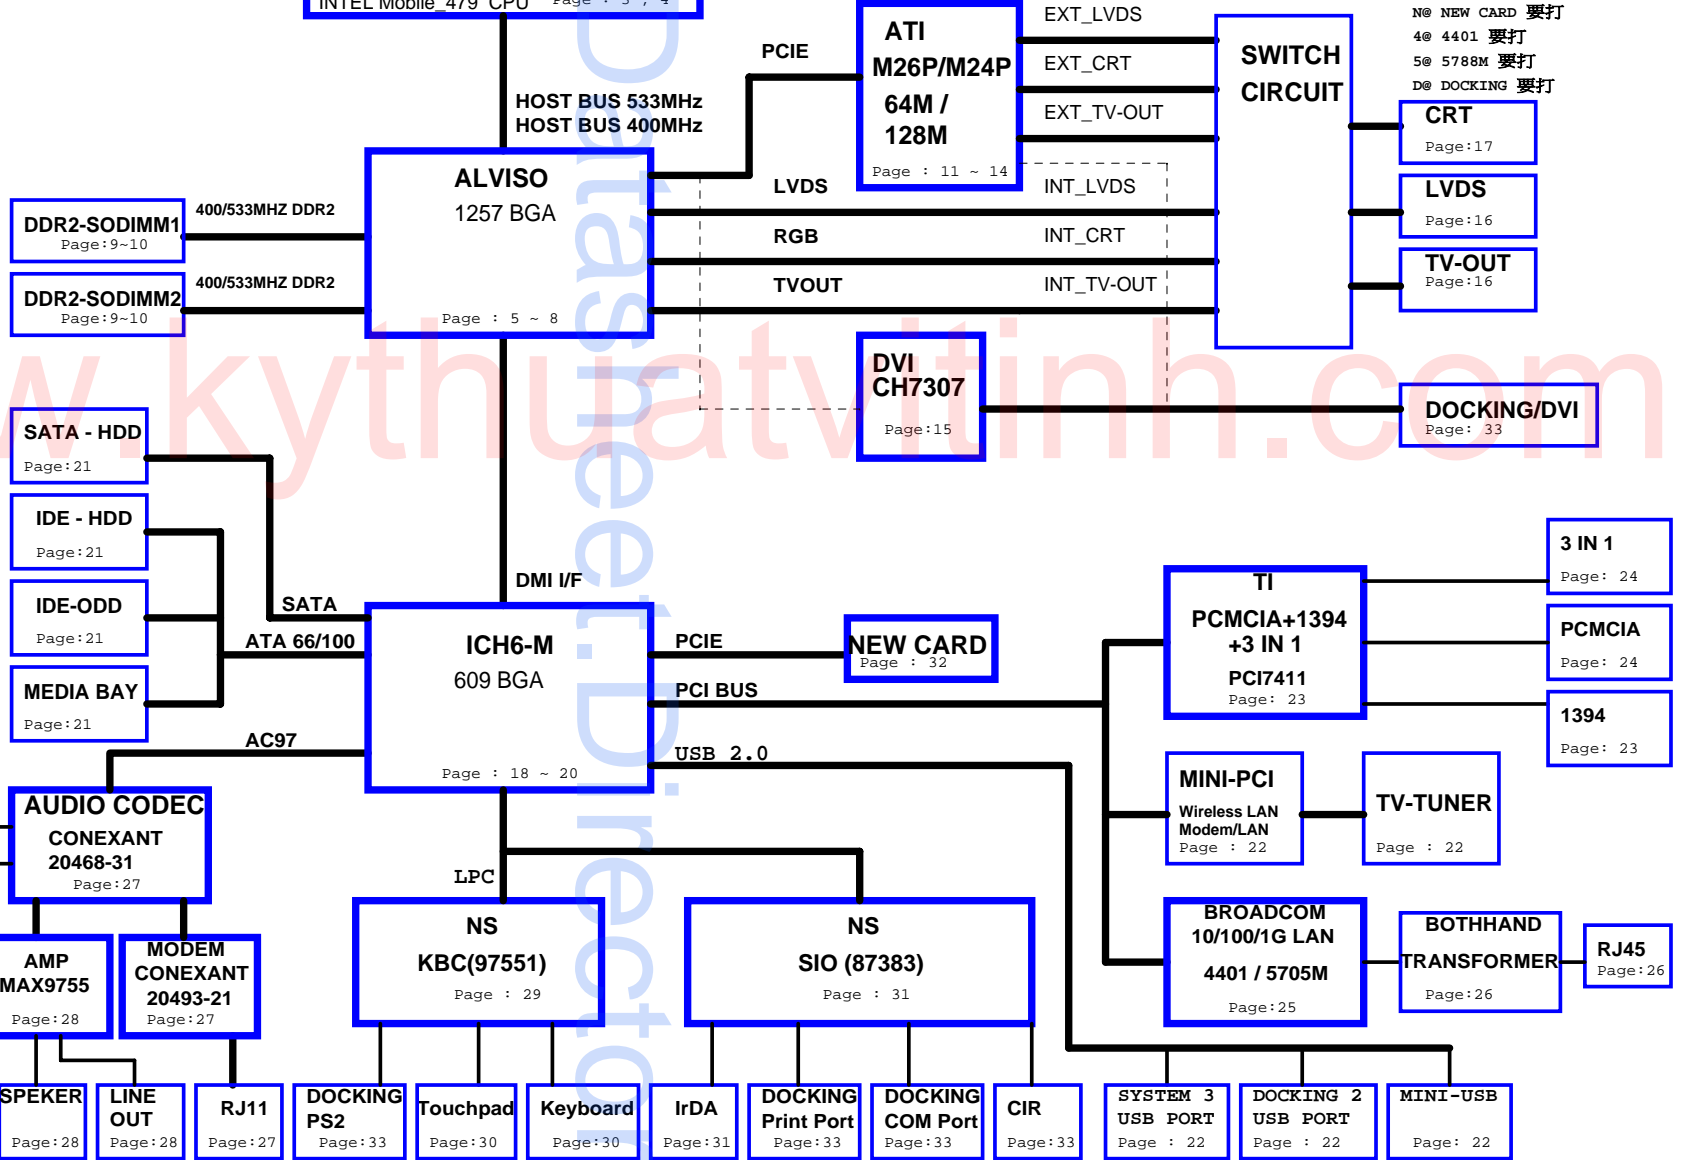 INTEL Mobile_479 CPU
Page : 3 , 4
HOST BUS 533MHz
HOST BUS 400MHz
PCIE
ATI
M26P/M24P
64M /
128M
Page : 11 ~ 14
EXT_LVDS
EXT_CRT
EXT_TV-OUT
SWITCH
CIRCUIT
N@ NEW CARD 要打
4@ 4401 要打
5@ 5788M 要打
D@ DOCKING 要打
CRT
Page:17
LVDS
Page:16
TV-OUT
Page:16
DDR2-SODIMM1
Page:9~10
400/533MHZ DDR2
DDR2-SODIMM2
Page:9~10
400/533MHZ DDR2
ALVISO
1257 BGA
Page : 5 ~ 8
LVDS
INT_LVDS
RGB
INT_CRT
TVOUT
INT_TV-OUT
DVI
CH7307
Page:15
DOCKING/DVI
Page: 33
w.kythuatvitinh.com
Datasheet.Director
SATA - HDD
Page:21
IDE - HDD
Page:21
IDE-ODD
Page:21
MEDIA BAY
Page:21
SATA
ATA 66/100
AC97
DMI I/F
ICH6-M
609 BGA
Page : 18 ~ 20
PCIE
NEW CARD
Page : 32
PCI BUS
USB 2.0
TI
PCMCIA+1394
+3 IN 1
PCI7411
Page: 23
3 IN 1
Page: 24
PCMCIA
Page: 24
1394
Page: 23
MINI-PCI
Wireless LAN
Modem/LAN
Page : 22
TV-TUNER
Page : 22
AUDIO CODEC
CONEXANT
20468-31
Page:27
LPC
NS
KBC(97551)
Page : 29
NS
SIO (87383)
Page : 31
BROADCOM
10/100/1G LAN
4401 / 5705M
Page:25
BOTHHAND
TRANSFORMER
Page:26
RJ45
Page:26
AMP
MAX9755
Page:28
MODEM
CONEXANT
20493-21
Page:27
SPEKER
Page:28
LINE
OUT
Page:28
RJ11
Page:27
DOCKING
PS2
Page:33
Touchpad
Page:30
Keyboard
Page:30
IrDA
Page:31
DOCKING
Print Port
Page:33
DOCKING
COM Port
Page:33
CIR
Page:33
SYSTEM 3
USB PORT
Page : 22
DOCKING 2
USB PORT
Page : 22
MINI-USB
Page: 22